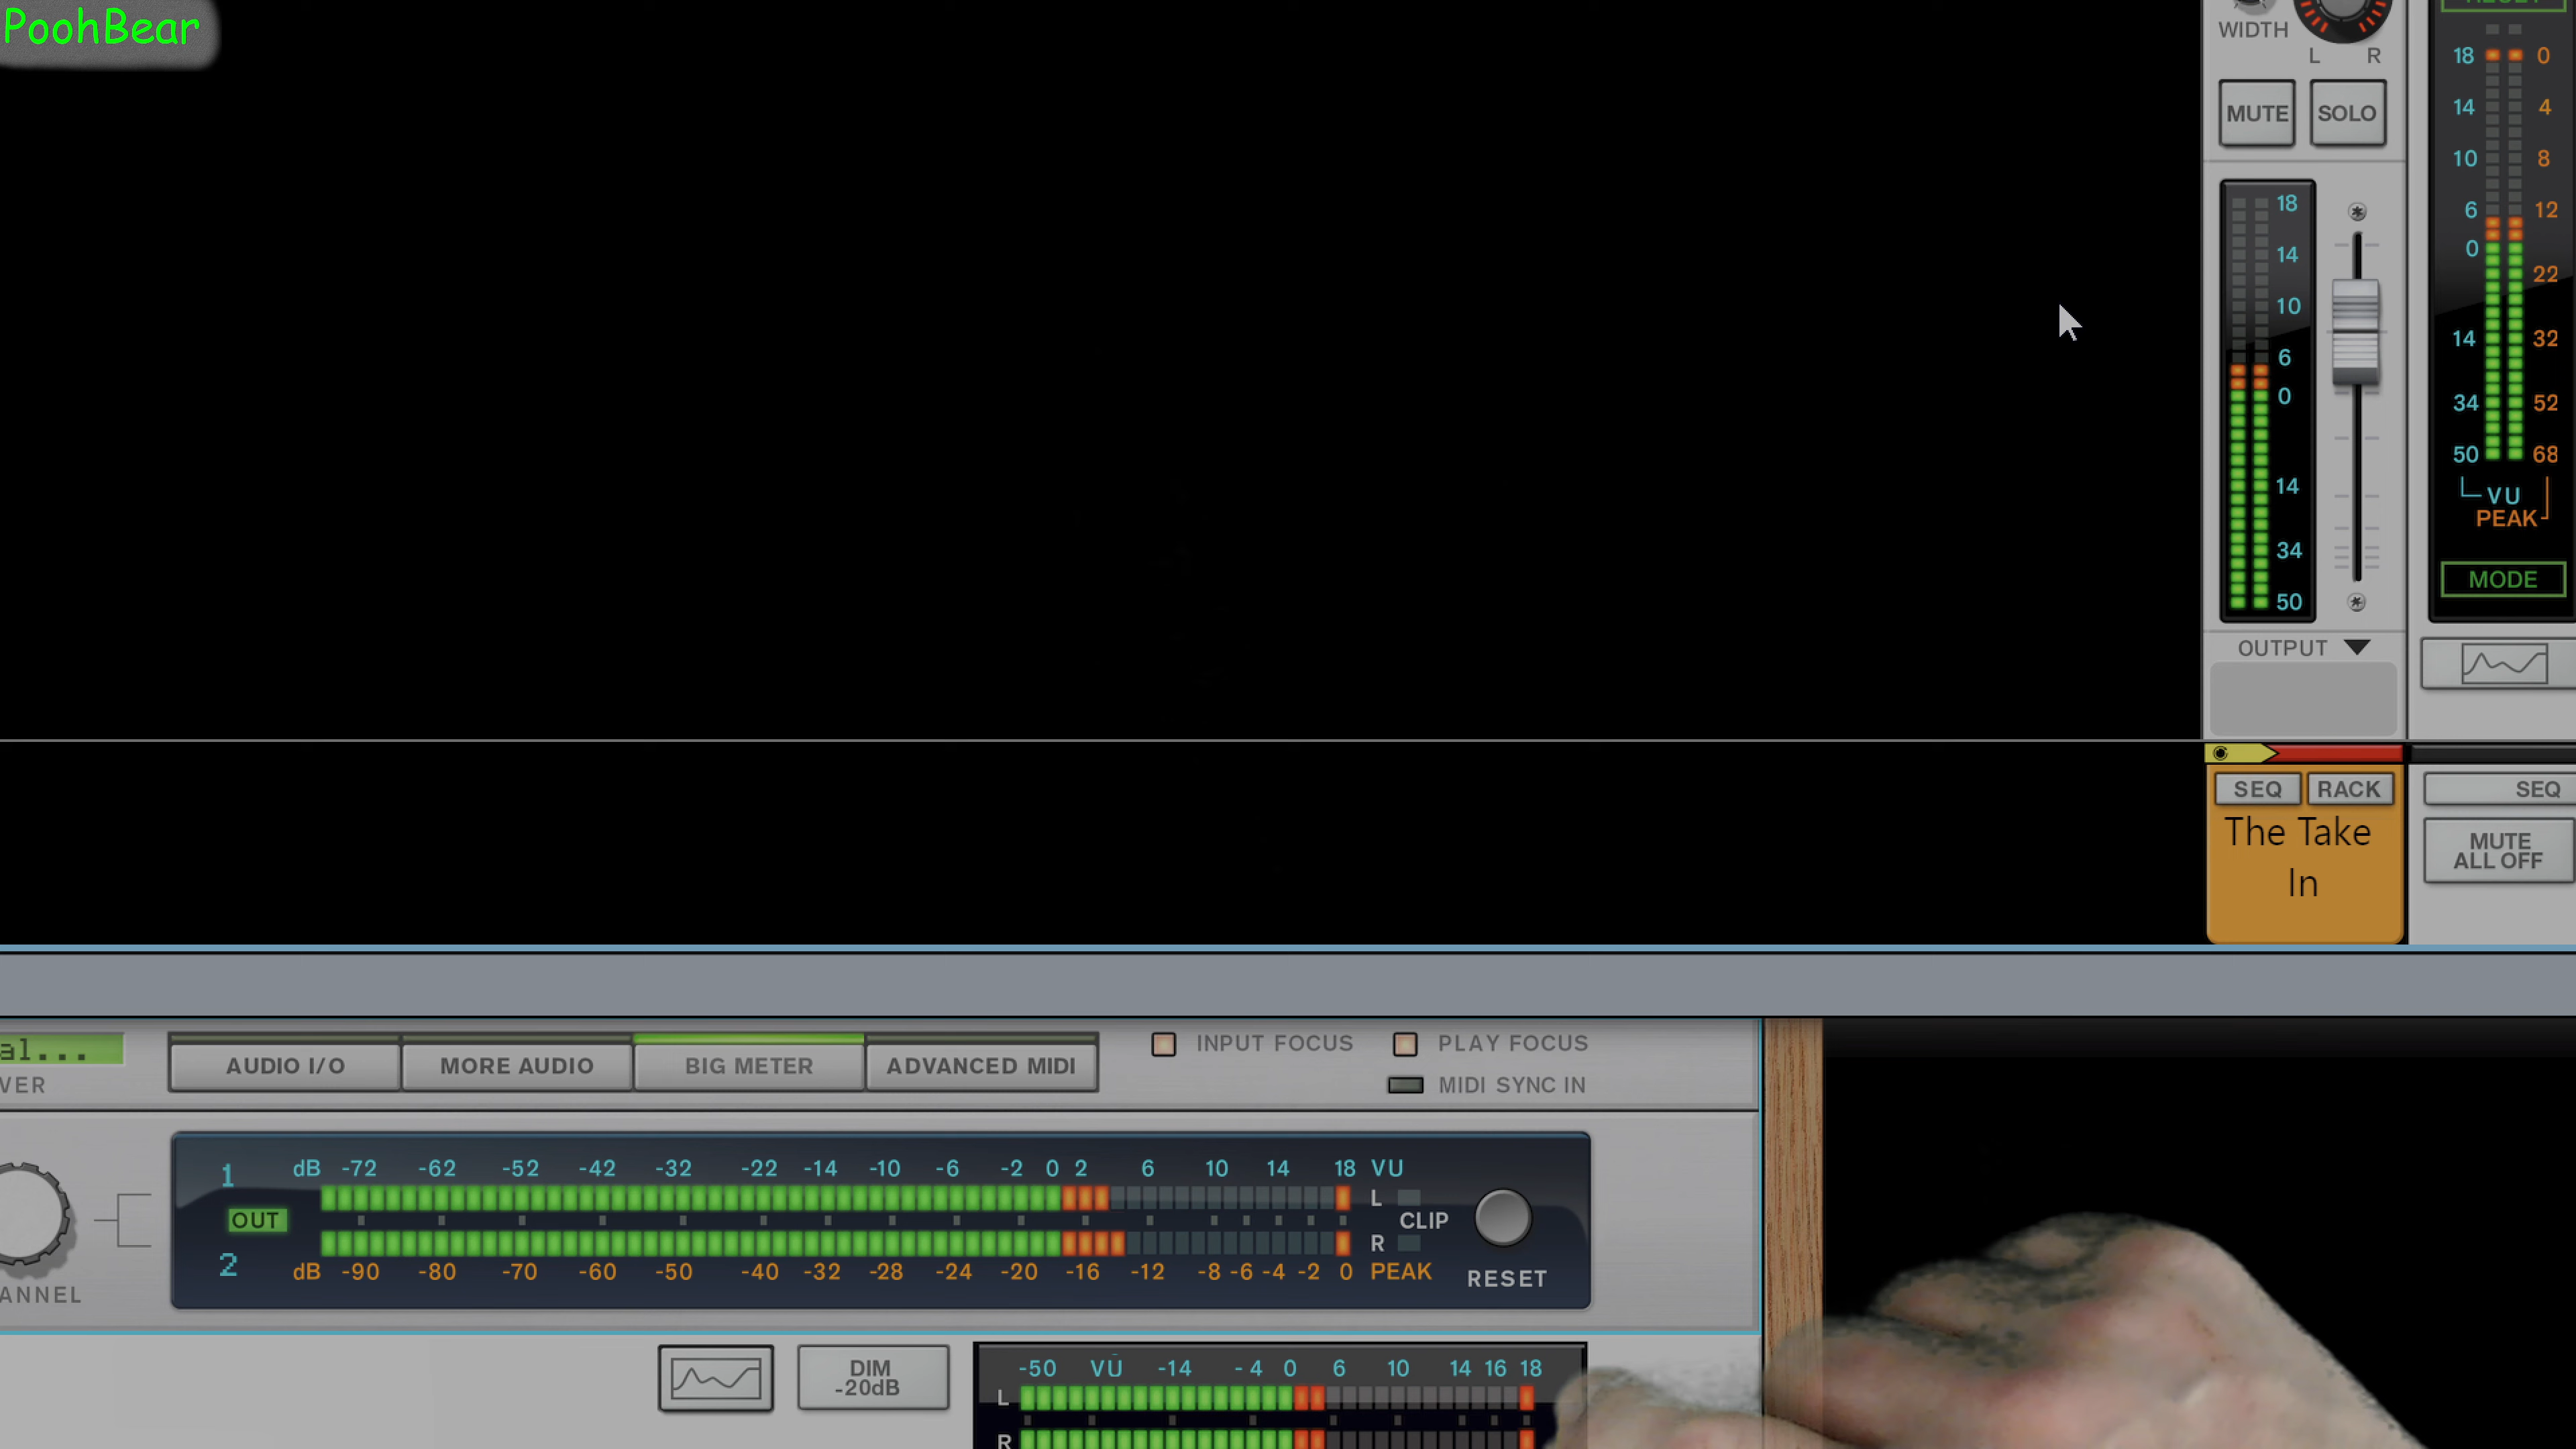 PoohBear
WIDTH
L R
MUTE SOLO
18
14
10
6
0
14
34
50
OUTPUT
18 0
14 4
10 8
6 12
0
22
14 32
34 52
50 68
VU
PEAK
MODE
SEQ RACK
The Take
In
SEQ
MUTE
ALL OFF
al...
VER
AUDIO I/O MORE AUDIO BIG METER ADVANCED MIDI
INPUT FOCUS PLAY FOCUS
MIDI SYNC IN
1 dB -72 -62 -52 -42 -32 -22 -14 -10 -6 -2 0 2 6 10 14 18 VU
L
OUT CLIP
R
2 dB -90 -80 -70 -60 -50 -40 -32 -28 -24 -20 -16 -12 -8 -6 -4 -2 0 PEAK
RESET
ANNEL
DIM
-20dB
-50 VU -14 -4 0 6 10 14 16 18
L
R